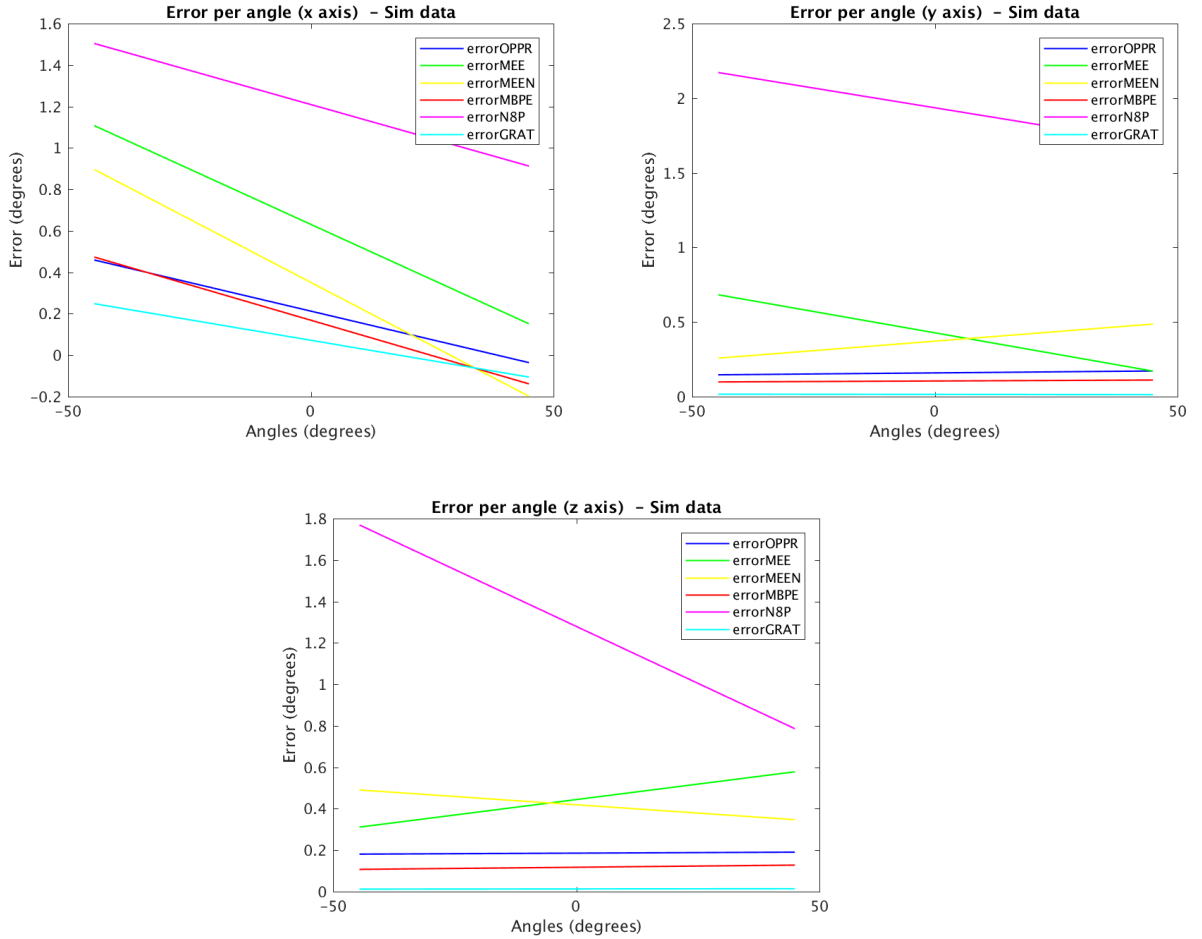 Error per angle (x axis) - Sim data
1.6
1.4
1.2
1
0.8
0.6
0.4
0.2
0
-0.2
Error (degrees)
-50
0
50
Angles (degrees)
errorOPPR
errorMEE
errorMEEN
errorMBPE
errorN8P
errorGRAT
Error per angle (y axis) - Sim data
2.5
2
1.5
1
0.5
0
Error (degrees)
-50
0
50
Angles (degrees)
errorOPPR
errorMEE
errorMEEN
errorMBPE
errorN8P
errorGRAT
Error per angle (z axis) - Sim data
1.8
1.6
1.4
1.2
1
0.8
0.6
0.4
0.2
0
Error (degrees)
-50
0
50
Angles (degrees)
errorOPPR
errorMEE
errorMEEN
errorMBPE
errorN8P
errorGRAT